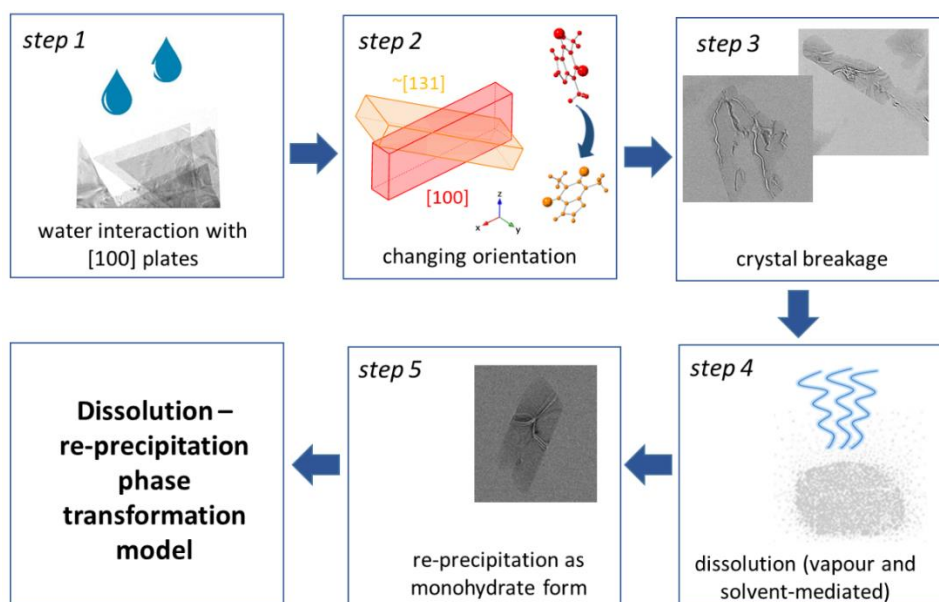 step 1
water interaction with
[100] plates
step 2
~[131]
[100]
z
x
y
changing orientation
step 3
crystal breakage
step 4
dissolution (vapour and
solvent-mediated)
step 5
re-precipitation as
monohydrate form
Dissolution –
re-precipitation
phase
transformation
model